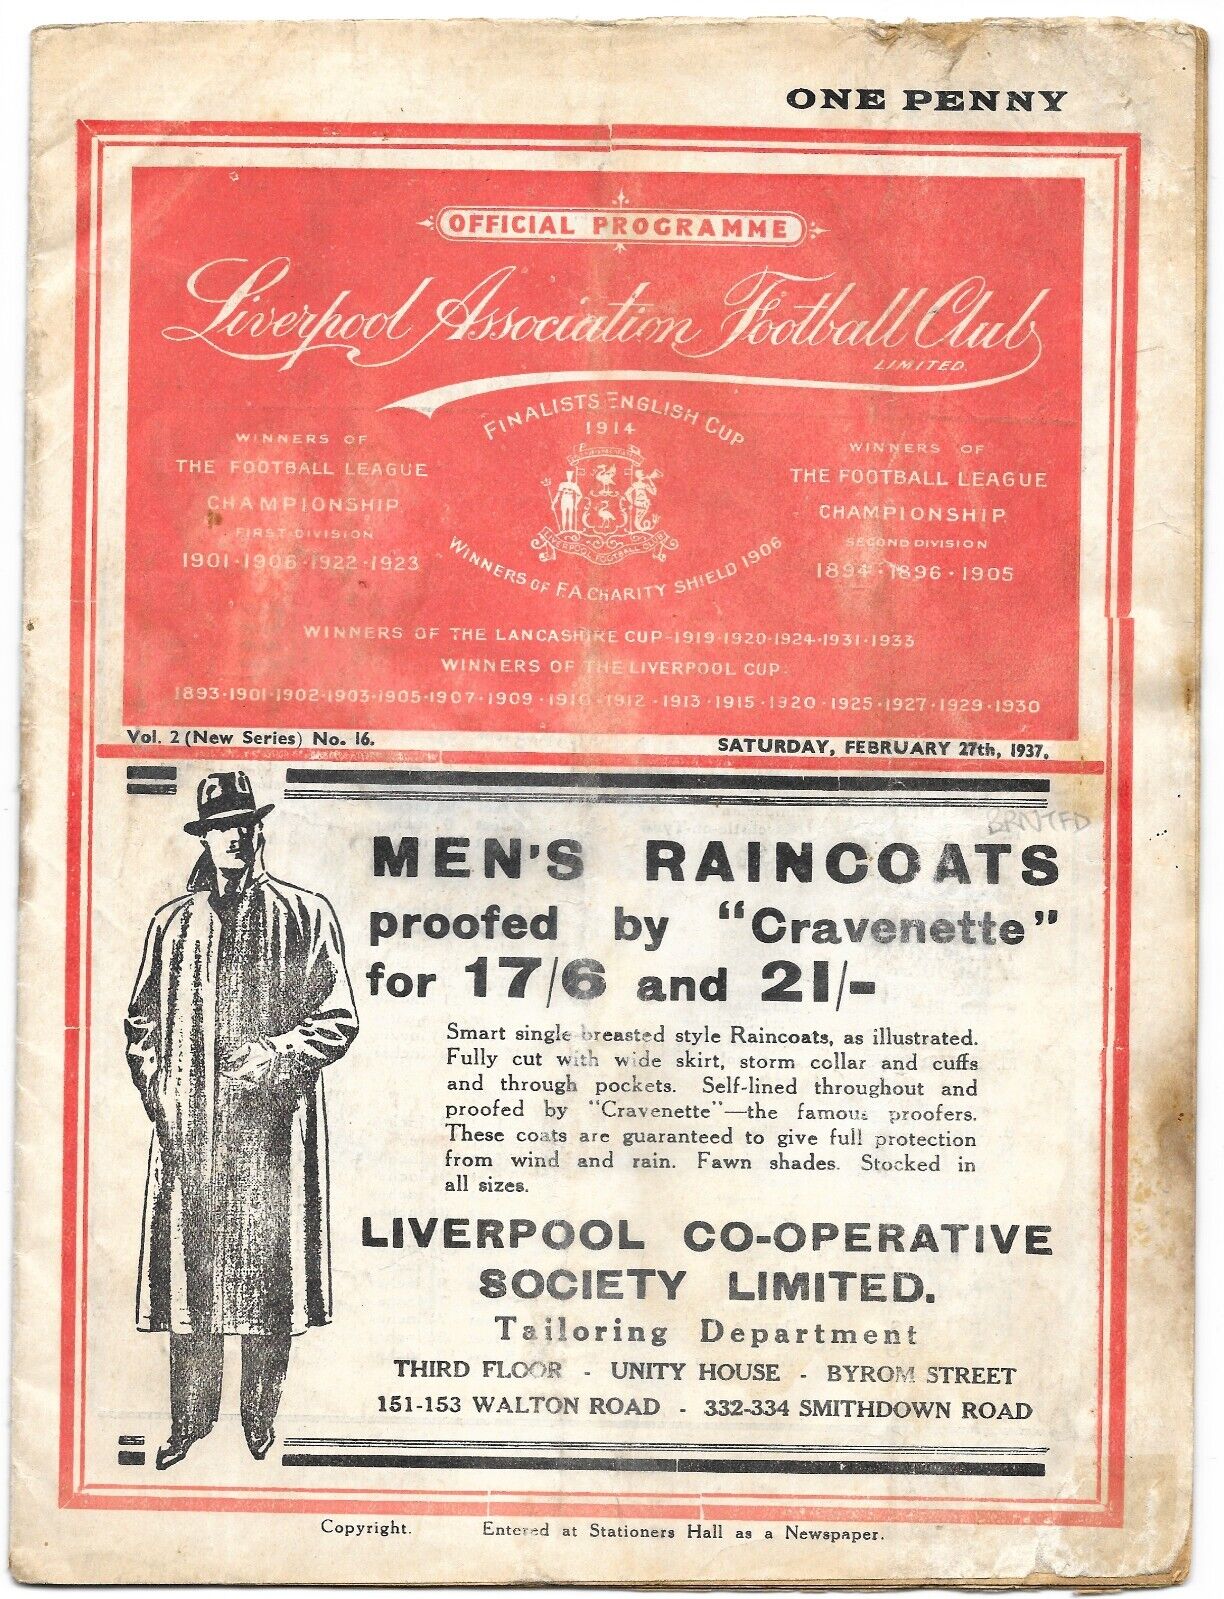 ONE PENNY
OFFICIAL PROGRAMME
Liverpool Association Football Club
LIMITED.
FINALISTS ENGLISH CUP
1914
WINNERS OF
THE FOOTBALL LEAGUE
CHAMPIONSHIP
FIRST DIVISION
1901·1906·1922·1923
LIVERPOOL FOOTBALL CLUB
WINNERS OF F.A. CHARITY SHIELD 1906
WINNERS OF
THE FOOTBALL LEAGUE
CHAMPIONSHIP
SECOND DIVISION
1894·1896·1905
WINNERS OF THE LANCASHIRE CUP-1919·1920·1924·1931·1933
WINNERS OF THE LIVERPOOL CUP:
1893·1901·1902·1903·1905·1907·1909·1910·1912·1913·1915·1920·1925·1927·1929·1930
Vol. 2 (New Series) No. 16.
SATURDAY, FEBRUARY 27th, 1937.
BRNTFD
MEN'S RAINCOATS
proofed by "Cravenette"
for 17/6 and 21/-
Smart single-breasted style Raincoats, as illustrated.
Fully cut with wide skirt, storm collar and cuffs
and through pockets. Self-lined throughout and
proofed by "Cravenette"—the famous proofers.
These coats are guaranteed to give full protection
from wind and rain. Fawn shades. Stocked in
all sizes.
LIVERPOOL CO-OPERATIVE
SOCIETY LIMITED.
Tailoring Department
THIRD FLOOR - UNITY HOUSE - BYROM STREET
151-153 WALTON ROAD - 332-334 SMITHDOWN ROAD
Copyright. Entered at Stationers Hall as a Newspaper.